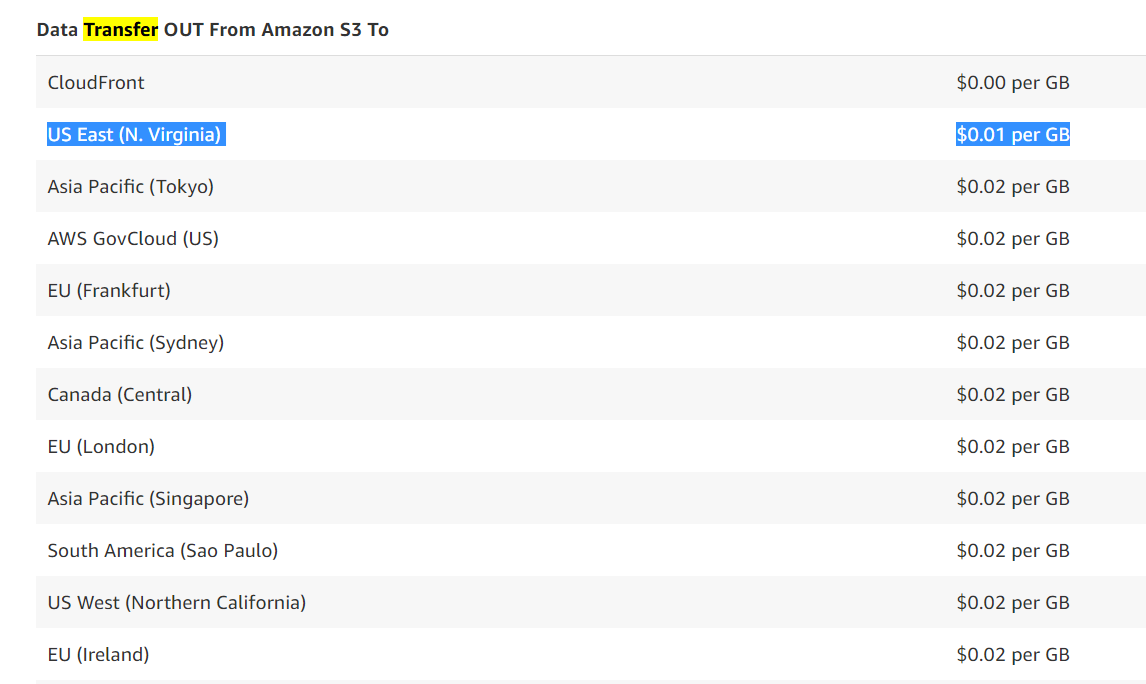 Data Transfer OUT From Amazon S3 To
CloudFront $0.00 per GB
US East (N. Virginia) $0.01 per GB
Asia Pacific (Tokyo) $0.02 per GB
AWS GovCloud (US) $0.02 per GB
EU (Frankfurt) $0.02 per GB
Asia Pacific (Sydney) $0.02 per GB
Canada (Central) $0.02 per GB
EU (London) $0.02 per GB
Asia Pacific (Singapore) $0.02 per GB
South America (Sao Paulo) $0.02 per GB
US West (Northern California) $0.02 per GB
EU (Ireland) $0.02 per GB